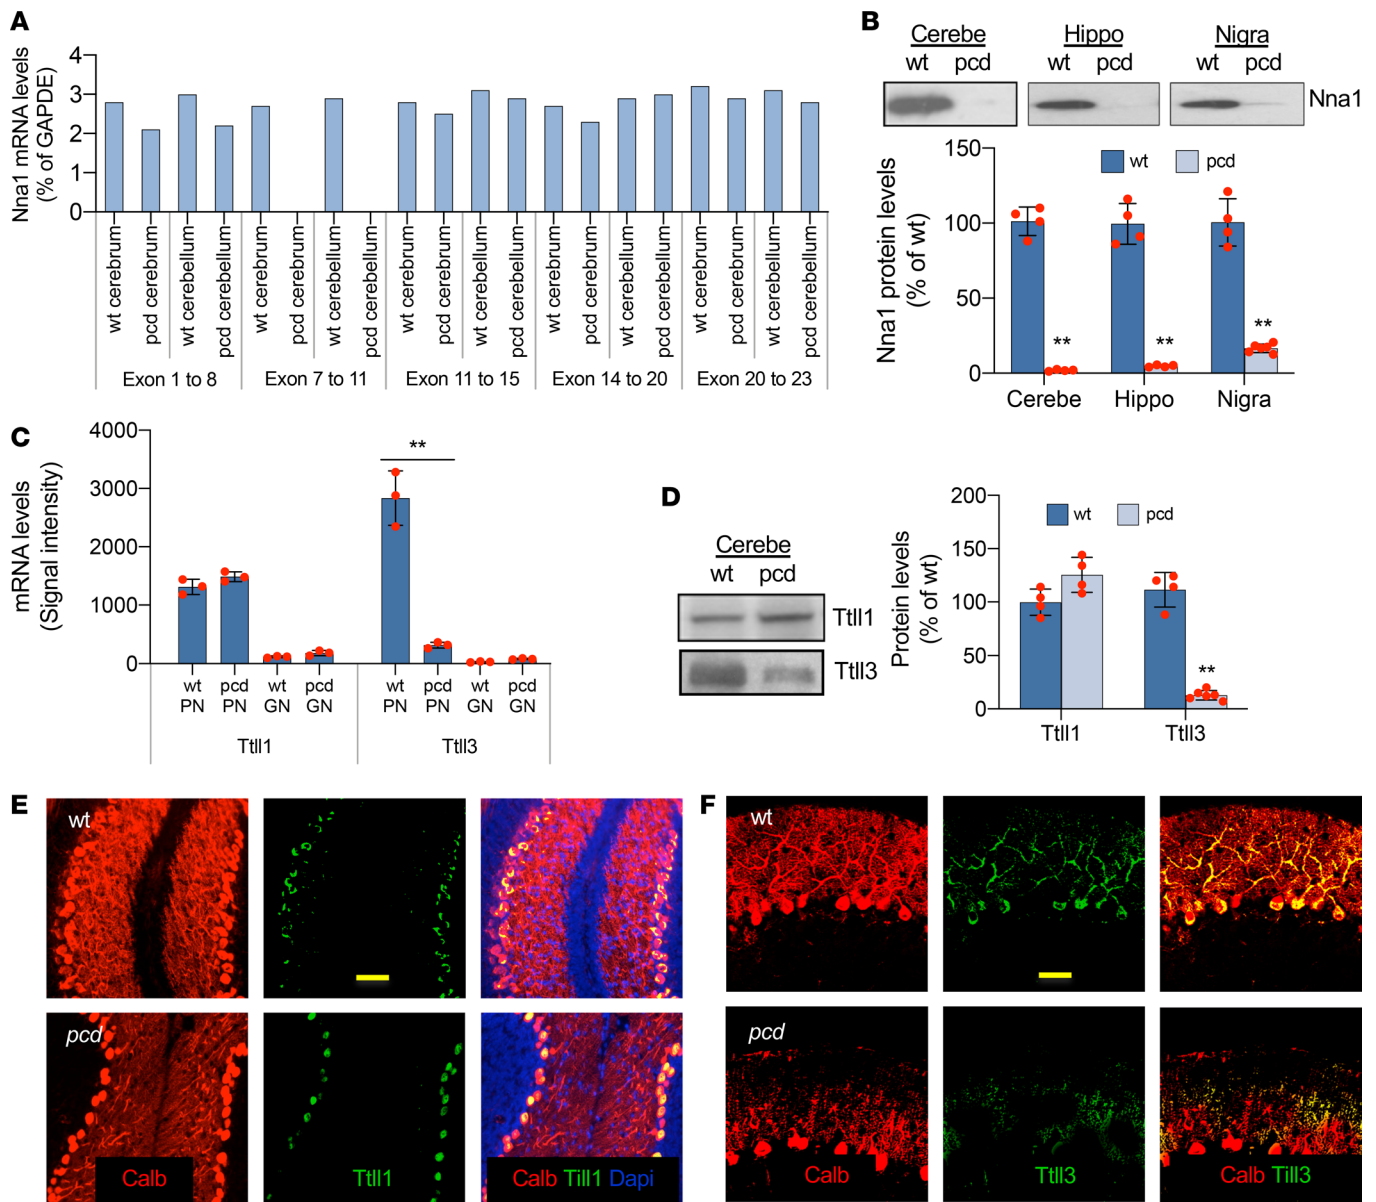 A
Nna1 mRNA levels
(% of GAPDE)
4
3
2
1
0
wt cerebrum
pcd cerebrum
wt cerebellum
pcd cerebellum
wt cerebrum
pcd cerebrum
wt cerebellum
pcd cerebellum
wt cerebrum
pcd cerebrum
wt cerebellum
pcd cerebellum
wt cerebrum
pcd cerebrum
wt cerebellum
pcd cerebellum
wt cerebrum
pcd cerebrum
wt cerebellum
pcd cerebellum
Exon 1 to 8
Exon 7 to 11
Exon 11 to 15
Exon 14 to 20
Exon 20 to 23
B
Cerebe
Hippo
Nigra
wt pcd
wt pcd
wt pcd
Nna1
Nna1 protein levels
(% of wt)
150
100
50
0
wt
pcd
**
**
**
Cerebe
Hippo
Nigra
C
mRNA levels
(Signal intensity)
4000
3000
2000
1000
0
**
wt
PN
pcd
PN
wt
GN
pcd
GN
wt
PN
pcd
PN
wt
GN
pcd
GN
Ttll1
Ttll3
D
Cerebe
wt pcd
Ttll1
Ttll3
Protein levels
(% of wt)
200
150
100
50
0
wt
pcd
**
Ttll1
Ttll3
E
wt
pcd
Calb
Ttll1
Calb Till1 Dapi
F
wt
pcd
Calb
Ttll3
Calb Till3